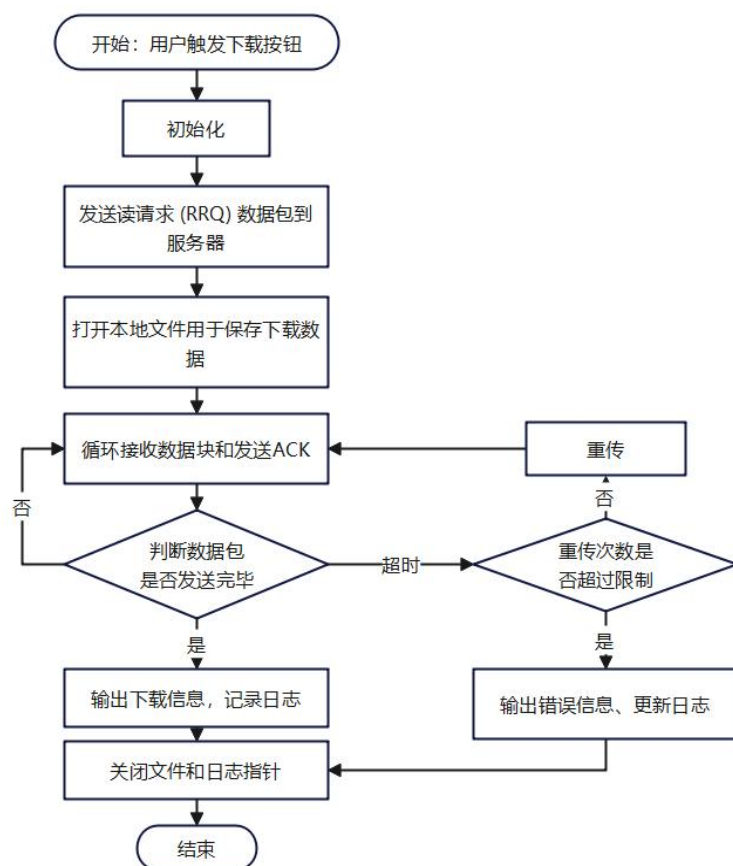 开始：用户触发下载按钮
初始化
发送读请求 (RRQ) 数据包到
服务器
打开本地文件用于保存下载数
据
循环接收数据块和发送ACK
重传
否
否
判断数据包
是否发送完毕
超时
重传次数是
否超过限制
是
是
输出下载信息，记录日志
输出错误信息、更新日志
关闭文件和日志指针
结束